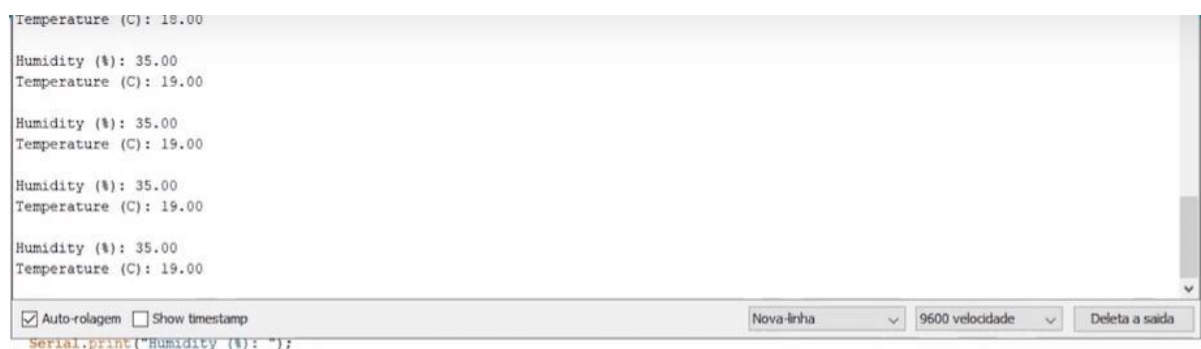 Temperature (C): 18.00
Humidity (%): 35.00
Temperature (C): 19.00
Humidity (%): 35.00
Temperature (C): 19.00
Humidity (%): 35.00
Temperature (C): 19.00
Humidity (%): 35.00
Temperature (C): 19.00
Auto-rolagem Show timestamp Nova-linha 9600 velocidade Deleta a saida
Serial.print("Humidity (%): ");